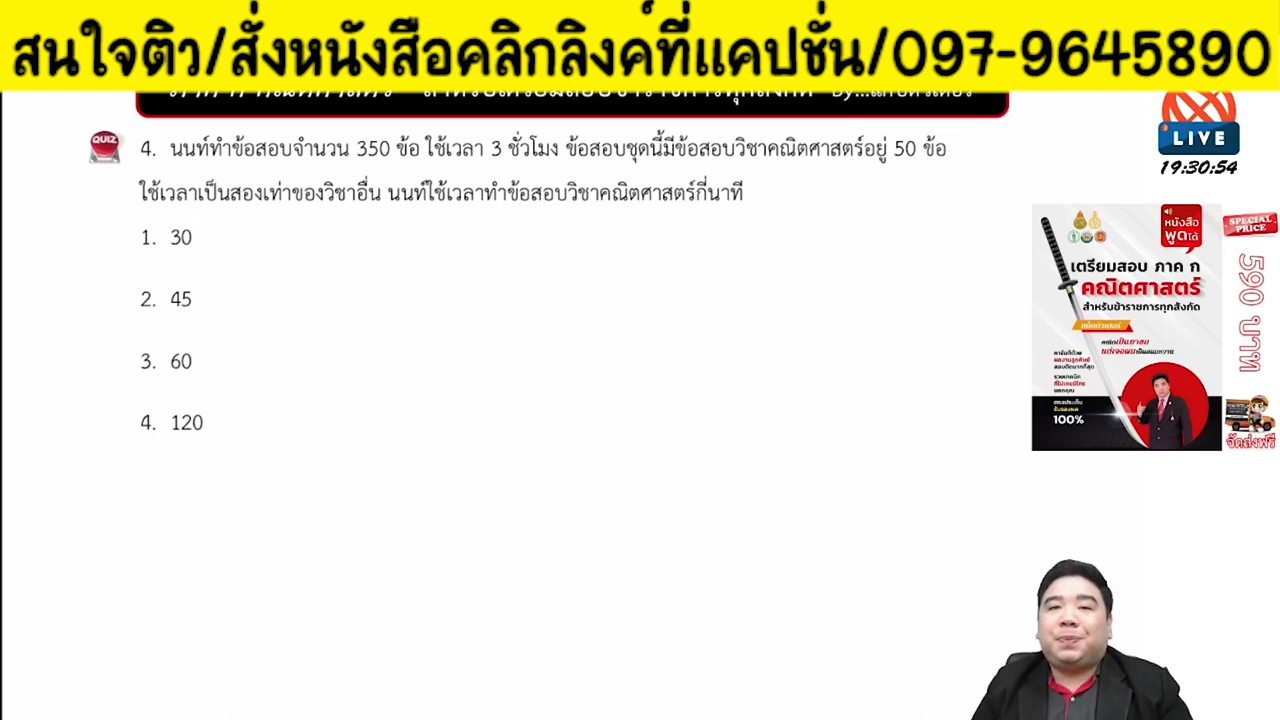 สนใจติว/สั่งหนังสือคลิกลิงค์ที่แคปชั่น/097-9645890
LIVE
19:30:54
QUIZ
4. นนท์ทำข้อสอบจำนวน 350 ข้อ ใช้เวลา 3 ชั่วโมง ข้อสอบชุดนี้มีข้อสอบวิชาคณิตศาสตร์อยู่ 50 ข้อ
ใช้เวลาเป็นสองเท่าของวิชาอื่น นนท์ใช้เวลาทำข้อสอบวิชาคณิตศาสตร์กี่นาที
1. 30
2. 45
3. 60
4. 120
หนังสือ
พูดได้
เตรียมสอบ ภาค ก
คณิตศาสตร์
สำหรับข้าราชการทุกสังกัด
100%
SPECIAL
PRICE
590 บาท
จัดส่งฟรี